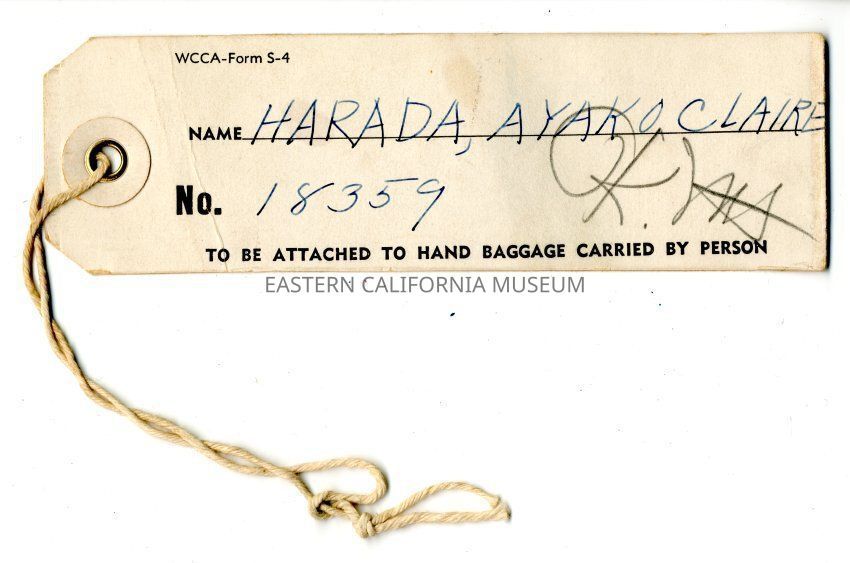 WCCA-Form S-4
NAME HARADA, AYAKO CLAIRE
No. 18359
OK.
TO BE ATTACHED TO HAND BAGGAGE CARRIED BY PERSON
EASTERN CALIFORNIA MUSEUM